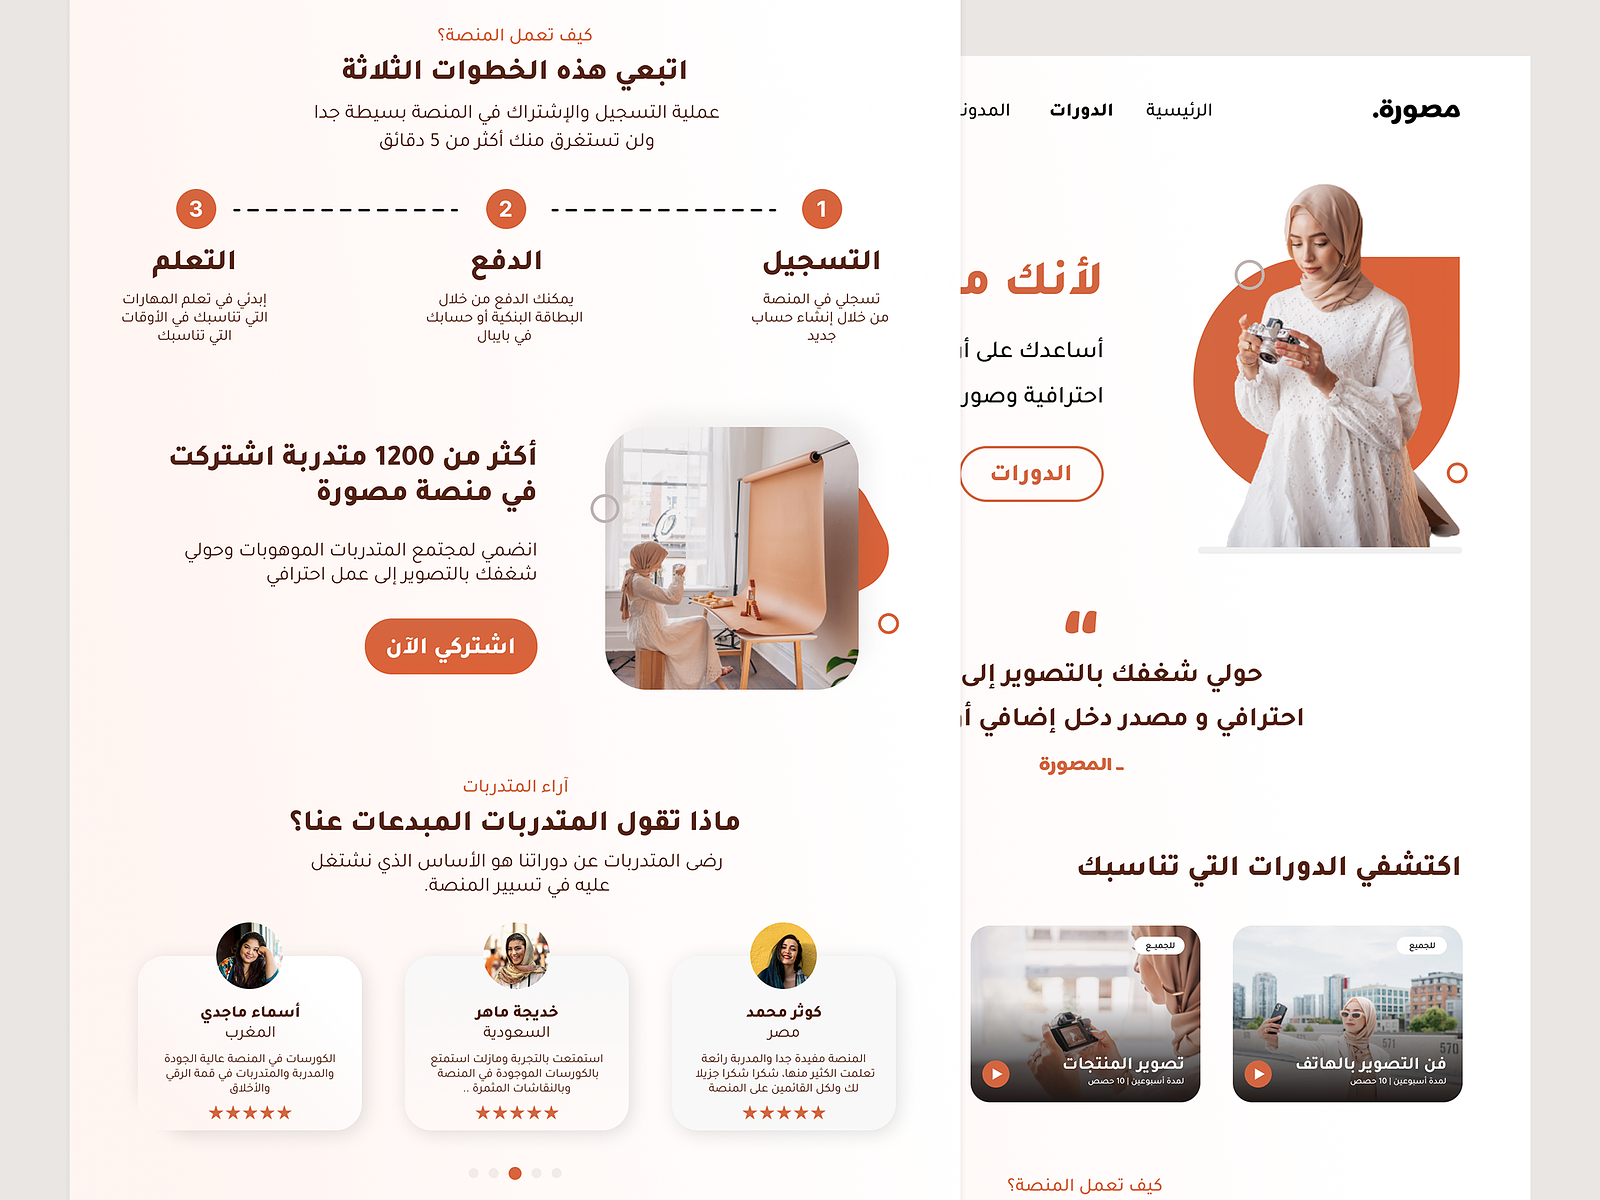 مصورة.
الرئيسية
الدورات
لأنك
أساعدك على
احترافية وصور
الدورات
“
حولي شغفك بالتصوير إلى
احترافي و مصدر دخل إضافي
ـ المصورة
اكتشفي الدورات التي تناسبك
للجميع
570
571
فن التصوير بالهاتف
لمدة أسبوعين | 10 حصص
للجميع
تصوير المنتجات
لمدة أسبوعين | 10 حصص
كيف تعمل المنصة؟
كيف تعمل المنصة؟
اتبعي هذه الخطوات الثلاثة
عملية التسجيل والإشتراك في المنصة بسيطة جدا
ولن تستغرق منك أكثر من 5 دقائق
1
التسجيل
تسجلي في المنصة
من خلال إنشاء حساب
جديد
2
الدفع
يمكنك الدفع من خلال
البطاقة البنكية أو حسابك
في بايبال
3
التعلم
إبدئي في تعلم المهارات
التي تناسبك في الأوقات
التي تناسبك
أكثر من 1200 متدربة اشتركت
في منصة مصورة
انضمي لمجتمع المتدربات الموهوبات وحولي
شغفك بالتصوير إلى عمل احترافي
اشتركي الآن
آراء المتدربات
ماذا تقول المتدربات المبدعات عنا؟
رضى المتدربات عن دوراتنا هو الأساس الذي نشتغل
عليه في تسيير المنصة.
كوثر محمد
مصر
المنصة مفيدة جدا والمدربة رائعة
تعلمت الكثير منها، شكرا شكرا جزيلا
لك ولكل القائمين على المنصة
خديجة ماهر
السعودية
استمتعت بالتجربة ومازلت استمتع
بالكورسات الموجودة في المنصة
وبالنقاشات المثمرة ..
أسماء ماجدي
المغرب
الكورسات في المنصة عالية الجودة
والمدربة والمتدربات في قمة الرقي
والأخلاق